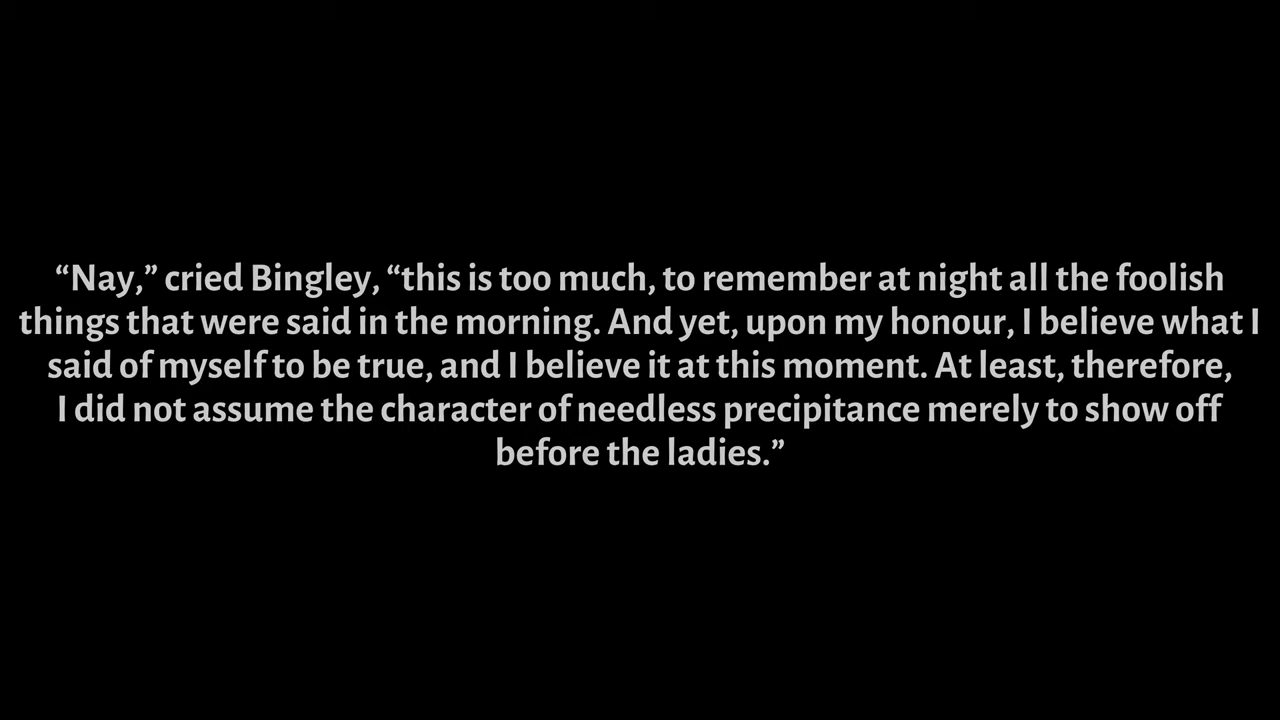 “Nay,” cried Bingley, “this is too much, to remember at night all the foolish
things that were said in the morning. And yet, upon my honour, I believe what I
said of myself to be true, and I believe it at this moment. At least, therefore,
I did not assume the character of needless precipitance merely to show off
before the ladies.”